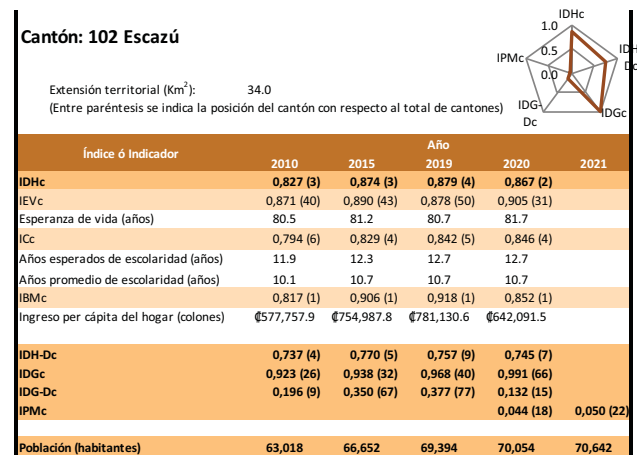 IDHc
1.0
Cantón: 102 Escazú
IPMc
0.5
0.0
IDH
Dc
Extensión territorial (Km²): 34.0
(Entre paréntesis se indica la posición del cantón con respecto al total de cantones)
IDG-
Dc
IDGc
Índice ó Indicador
Año
2010 2015 2019 2020 2021
IDHc 0,827 (3) 0,874 (3) 0,879 (4) 0,867 (2)
IEVc 0,871 (40) 0,890 (43) 0,878 (50) 0,905 (31)
Esperanza de vida (años) 80.5 81.2 80.7 81.7
ICc 0,794 (6) 0,829 (4) 0,842 (5) 0,846 (4)
Años esperados de escolaridad (años) 11.9 12.3 12.7 12.7
Años promedio de escolaridad (años) 10.1 10.7 10.7 10.7
IBMc 0,817 (1) 0,906 (1) 0,918 (1) 0,852 (1)
Ingreso per cápita del hogar (colones) ₡577,757.9 ₡754,987.8 ₡781,130.6 ₡642,091.5
IDH-Dc 0,737 (4) 0,770 (5) 0,757 (9) 0,745 (7)
IDGc 0,923 (26) 0,938 (32) 0,968 (40) 0,991 (66)
IDG-Dc 0,196 (9) 0,350 (67) 0,377 (77) 0,132 (15)
IPMc 0,044 (18) 0,050 (22)
Población (habitantes) 63,018 66,652 69,394 70,054 70,642